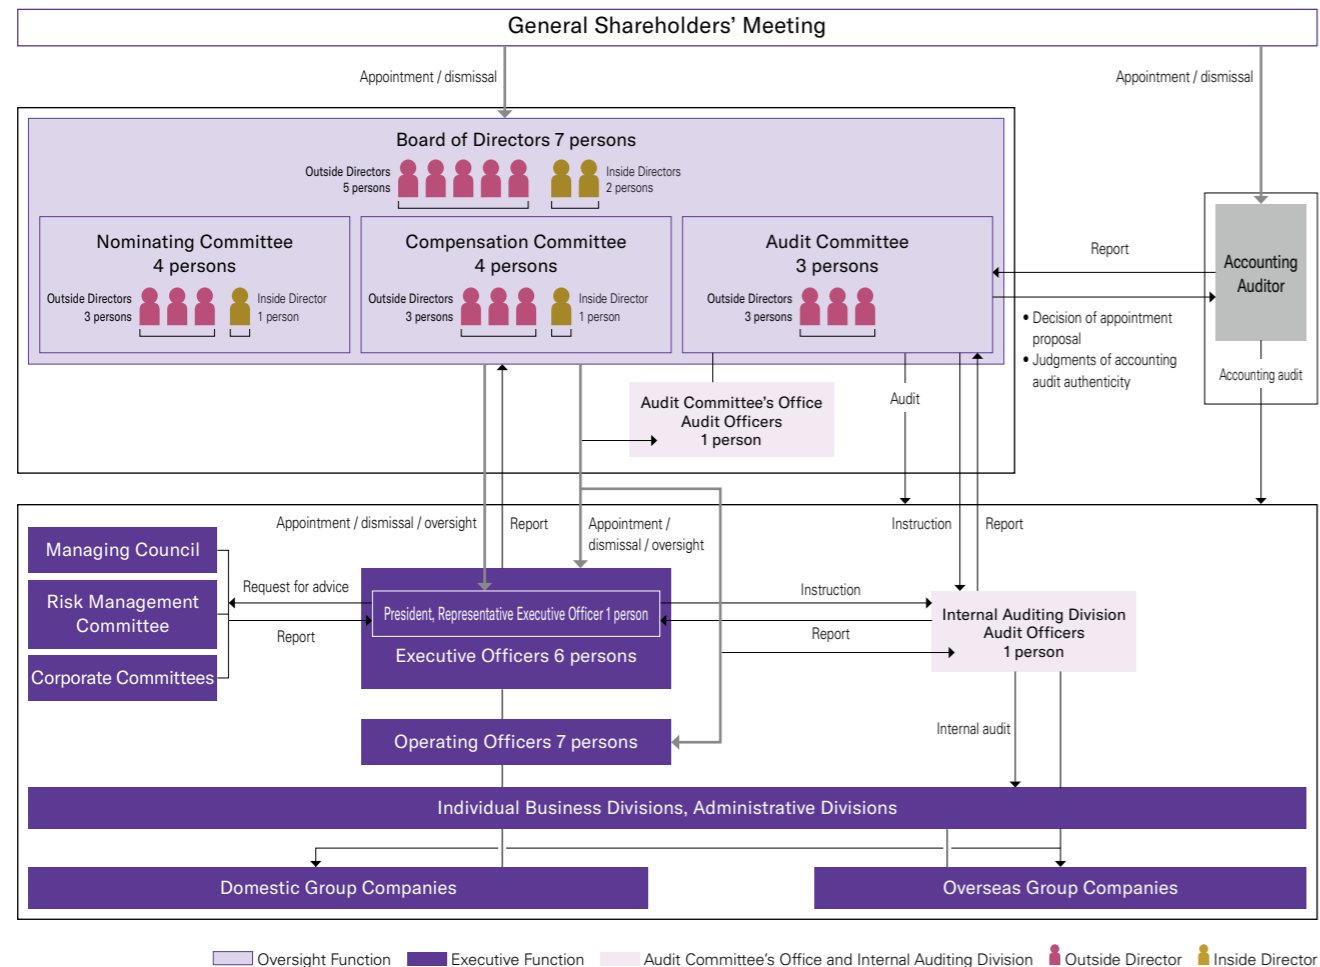 General Shareholders' Meeting
Appointment / dismissal
Appointment / dismissal
Board of Directors 7 persons
Outside Directors
5 persons
Inside Directors
2 persons
Nominating Committee
4 persons
Outside Directors
3 persons
Inside Director
1 person
Compensation Committee
4 persons
Outside Directors
3 persons
Inside Director
1 person
Audit Committee
3 persons
Outside Directors
3 persons
Report
Accounting
Auditor
• Decision of appointment
proposal
• Judgments of accounting
audit authenticity
Accounting audit
Audit Committee's Office
Audit Officers
1 person
Audit
Appointment / dismissal / oversight
Report
Appointment /
dismissal / oversight
Instruction
Report
Managing Council
Risk Management
Committee
Corporate Committees
Request for advice
Report
President, Representative Executive Officer 1 person
Executive Officers 6 persons
Instruction
Report
Internal Auditing Division
Audit Officers
1 person
Operating Officers 7 persons
Internal audit
Individual Business Divisions, Administrative Divisions
Domestic Group Companies
Overseas Group Companies
Oversight Function
Executive Function
Audit Committee's Office and Internal Auditing Division
Outside Director
Inside Director